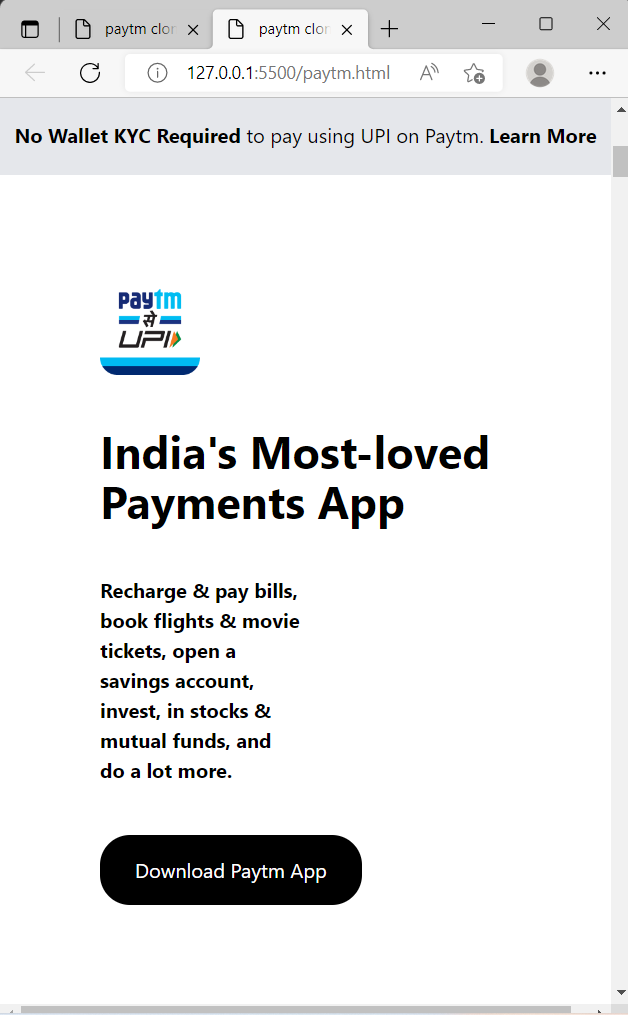 paytm clor
paytm clor
127.0.0.1:5500/paytm.html
No Wallet KYC Required to pay using UPI on Paytm. Learn More
paytm
से
UPI
India's Most-loved
Payments App
Recharge & pay bills,
book flights & movie
tickets, open a
savings account,
invest, in stocks &
mutual funds, and
do a lot more.
Download Paytm App